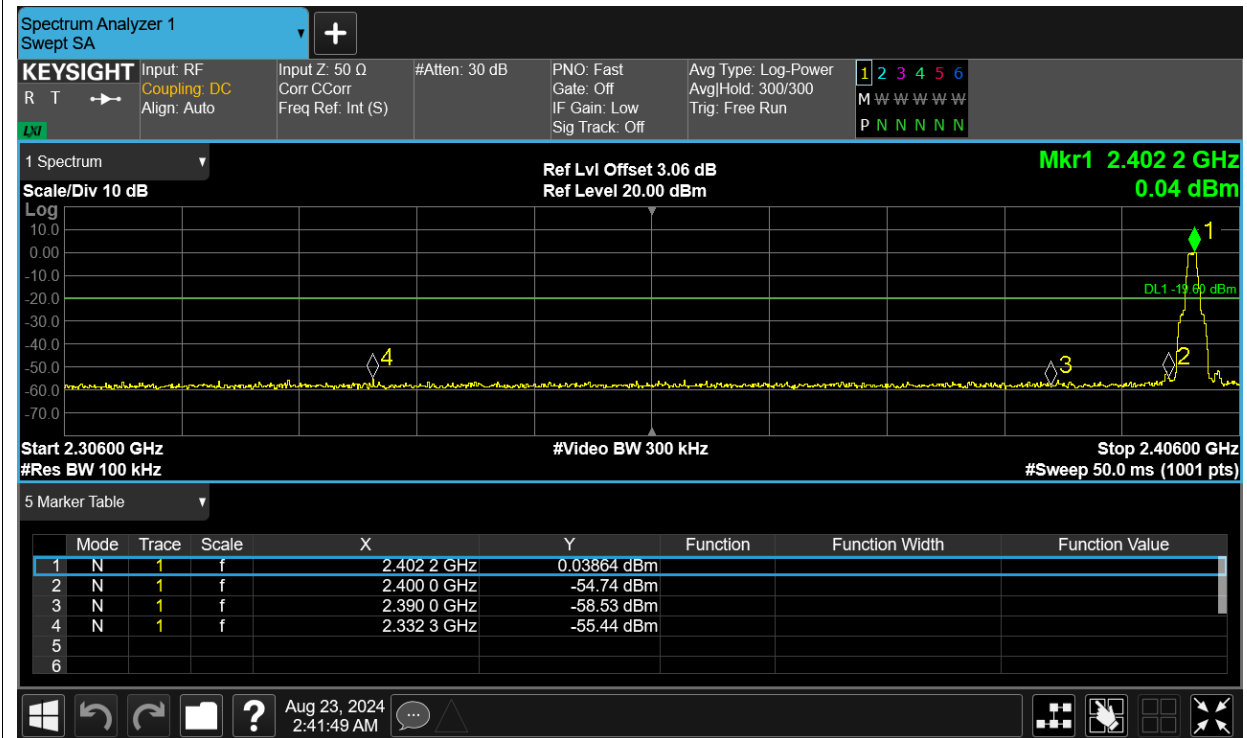 Spectrum Analyzer 1
Swept SA
KEYSIGHT
R T
LXI
Input: RF
Coupling: DC
Align: Auto
Input Z: 50 Ω
Corr CCorr
Freq Ref: Int (S)
#Atten: 30 dB
PNO: Fast
Gate: Off
IF Gain: Low
Sig Track: Off
Avg Type: Log-Power
Avg|Hold: 300/300
Trig: Free Run
1 2 3 4 5 6
M W W W W W
P N N N N N
1 Spectrum
Scale/Div 10 dB
Ref Lvl Offset 3.06 dB
Ref Level 20.00 dBm
Mkr1 2.402 2 GHz
0.04 dBm
Log
10.0
0.00
-10.0
-20.0
-30.0
-40.0
-50.0
-60.0
-70.0
1
DL1 -19.60 dBm
4
3
2
Start 2.30600 GHz
#Video BW 300 kHz
Stop 2.40600 GHz
#Res BW 100 kHz
#Sweep 50.0 ms (1001 pts)
5 Marker Table
Mode Trace Scale X Y Function Function Width Function Value
1 N 1 f 2.402 2 GHz 0.03864 dBm
2 N 1 f 2.400 0 GHz -54.74 dBm
3 N 1 f 2.390 0 GHz -58.53 dBm
4 N 1 f 2.332 3 GHz -55.44 dBm
5
6
?
Aug 23, 2024
2:41:49 AM